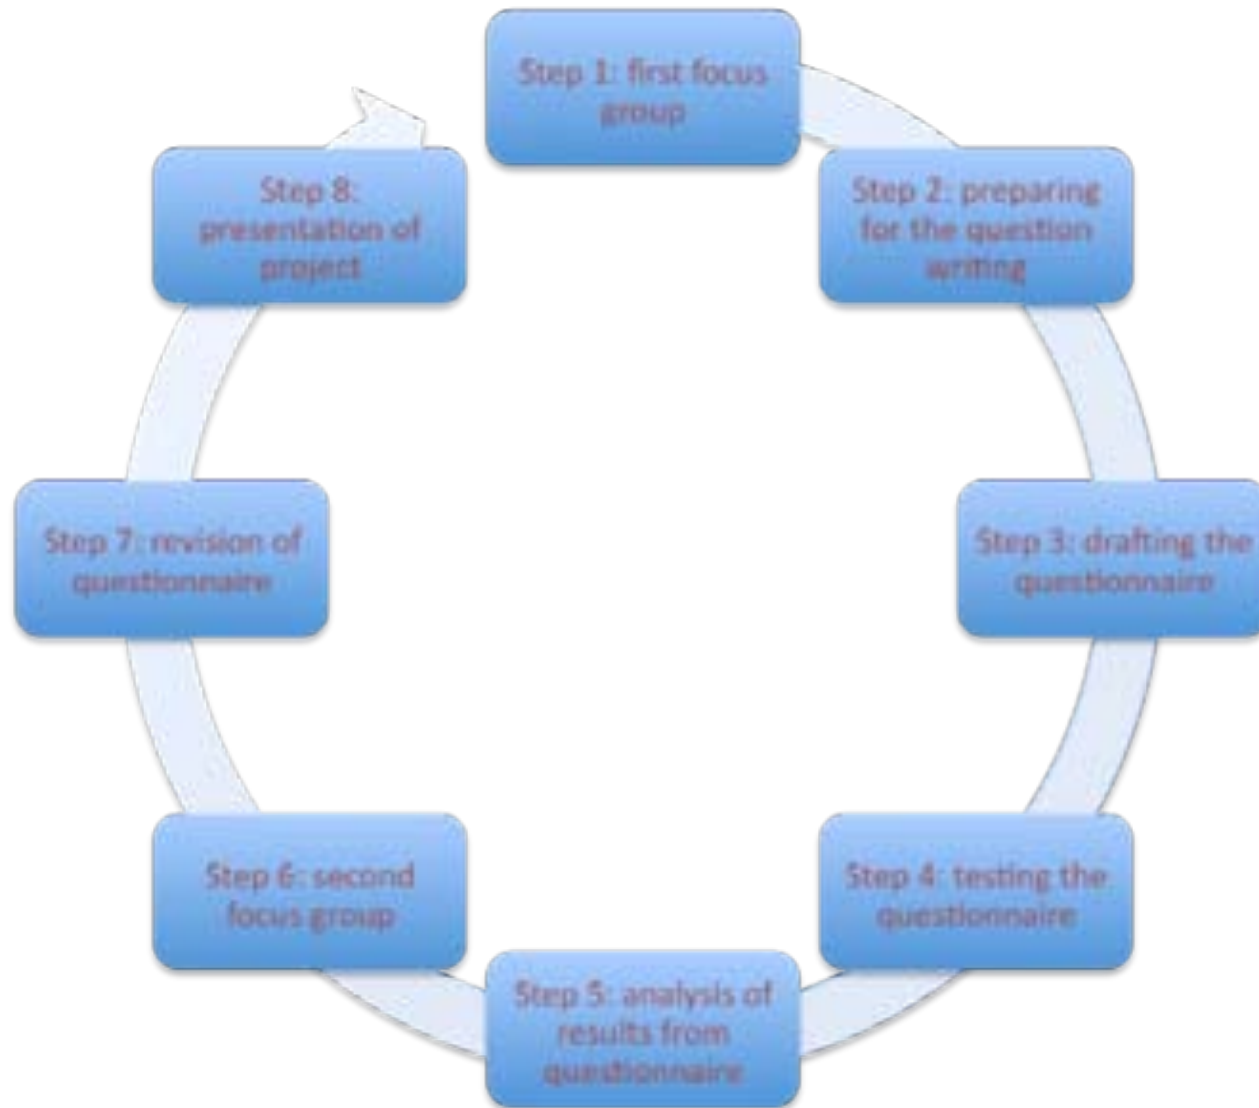 Step 1: first focus
group
Step 2: preparing
for the question
writing
Step 3: drafting the
questionnaire
Step 4: testing the
questionnaire
Step 5: analysis of
results from
questionnaire
Step 6: second
focus group
Step 7: revision of
questionnaire
Step 8:
presentation of
project